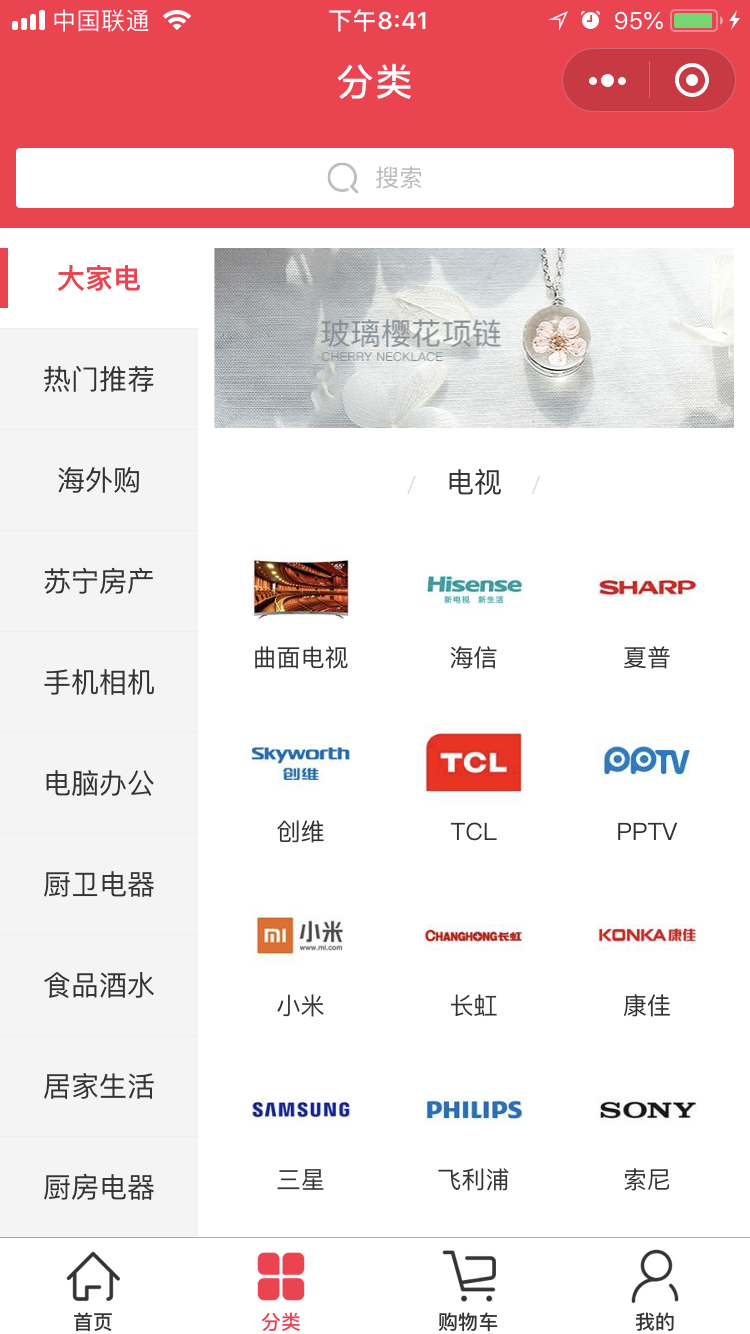 中国联通
下午8:41
95%
分类
搜索
大家电
热门推荐
海外购
苏宁房产
手机相机
电脑办公
厨卫电器
食品酒水
居家生活
厨房电器
玻璃樱花项链
CHERRY NECKLACE
/ 电视 /
Hisense
新电视 新生活
SHARP
曲面电视
海信
夏普
Skyworth
创维
TCL
PPTV
创维
TCL
PPTV
小米
www.mi.com
CHANGHONG长虹
KONKA康佳
小米
长虹
康佳
SAMSUNG
PHILIPS
SONY
三星
飞利浦
索尼
首页
分类
购物车
我的